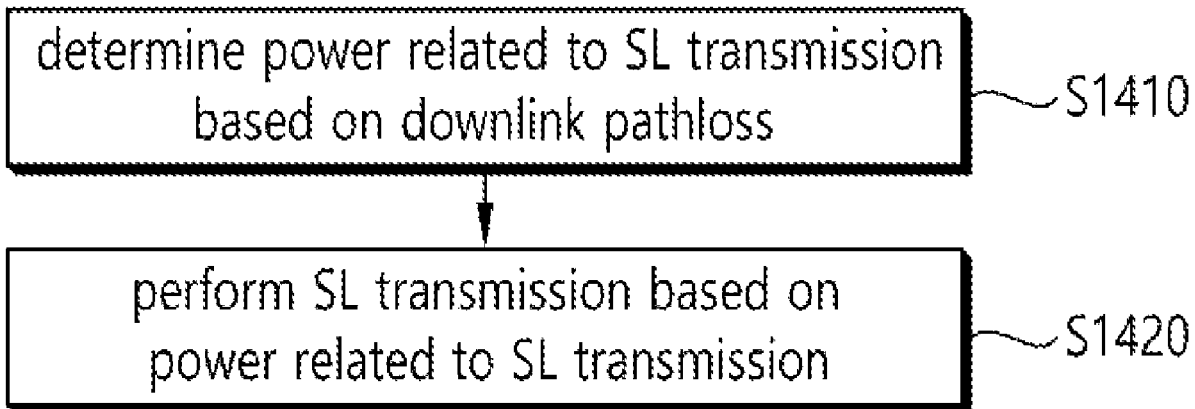 determine power related to SL transmission
based on downlink pathloss
S1410
perform SL transmission based on
power related to SL transmission
S1420